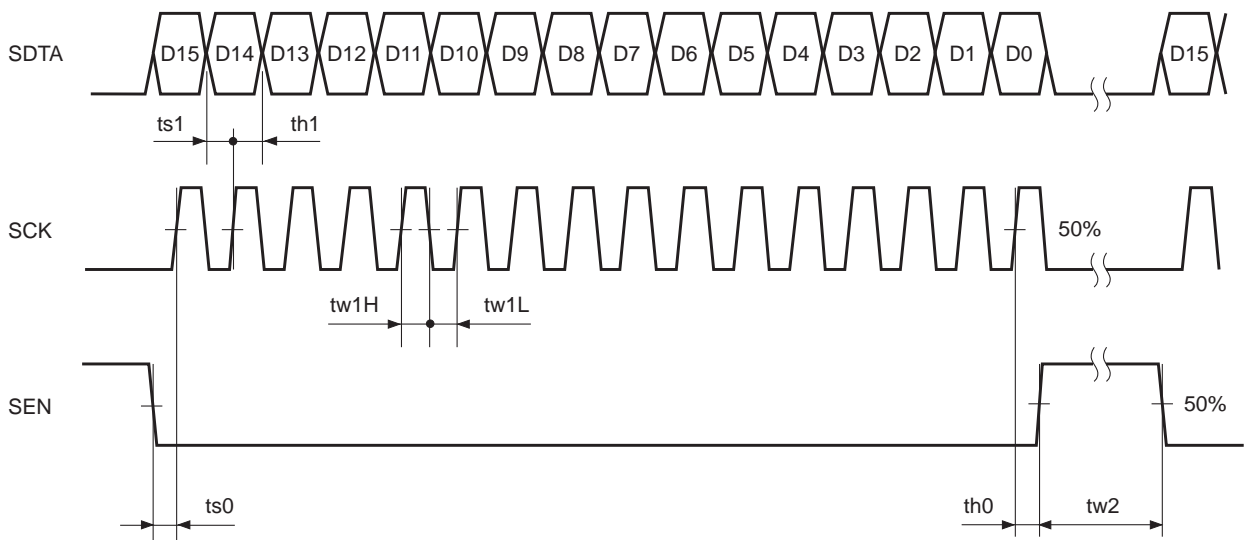 SDTA D15 D14 D13 D12 D11 D10 D9 D8 D7 D6 D5 D4 D3 D2 D1 D0 D15
ts1 th1
SCK 50%
tw1H tw1L
SEN 50%
ts0 th0 tw2